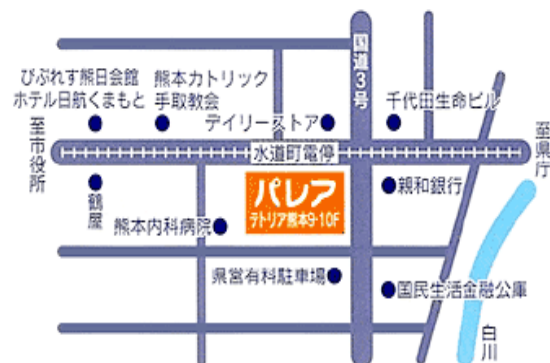 国道3号
びぷれす熊日会館
ホテル日航くまもと
熊本カトリック
手取教会
デイリーストア
千代田生命ビル
至市役所
水道町電停
至県庁
鶴屋
パレア
テトリア熊本9・10F
親和銀行
熊本内科病院
県営有料駐車場
国民生活金融公庫
白川